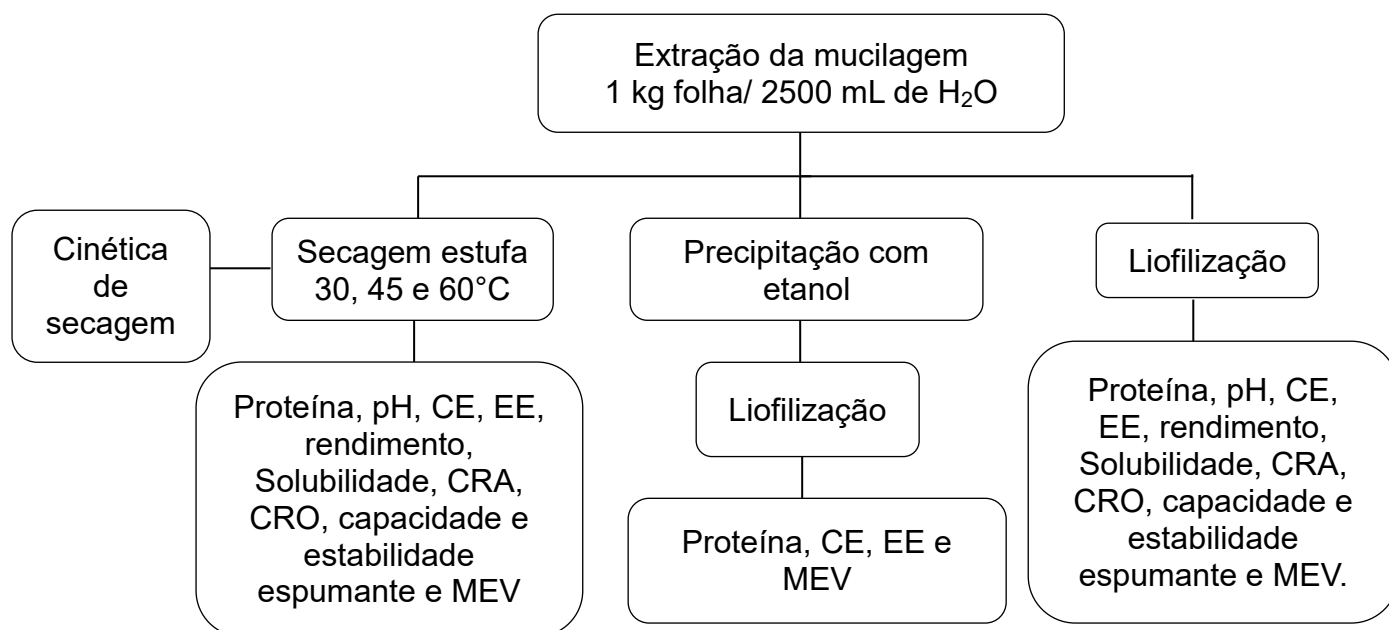 Extração da mucilagem
1 kg folha/ 2500 mL de H₂O
Cinética
de
secagem
Secagem estufa
30, 45 e 60°C
Precipitação com
etanol
Liofilização
Proteína, pH, CE, EE,
rendimento,
Solubilidade, CRA,
CRO, capacidade e
estabilidade
espumante e MEV
Liofilização
Proteína, CE, EE e
MEV
Proteína, pH, CE,
EE, rendimento,
Solubilidade, CRA,
CRO, capacidade e
estabilidade
espumante e MEV.